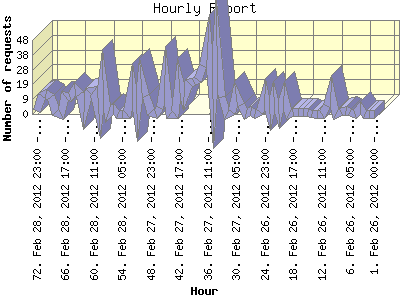 Hourly Report
Number of requests
48
38
28
19
9
0
72. Feb 28, 2012 23:00 -...
66. Feb 28, 2012 17:00 -...
60. Feb 28, 2012 11:00 -...
54. Feb 28, 2012 05:00 -...
48. Feb 27, 2012 23:00 -...
42. Feb 27, 2012 17:00 -...
36. Feb 27, 2012 11:00 -...
30. Feb 27, 2012 05:00 -...
24. Feb 26, 2012 23:00 -...
18. Feb 26, 2012 17:00 -...
12. Feb 26, 2012 11:00 -...
6. Feb 26, 2012 05:00 -...
1. Feb 26, 2012 00:00 -...
Hour